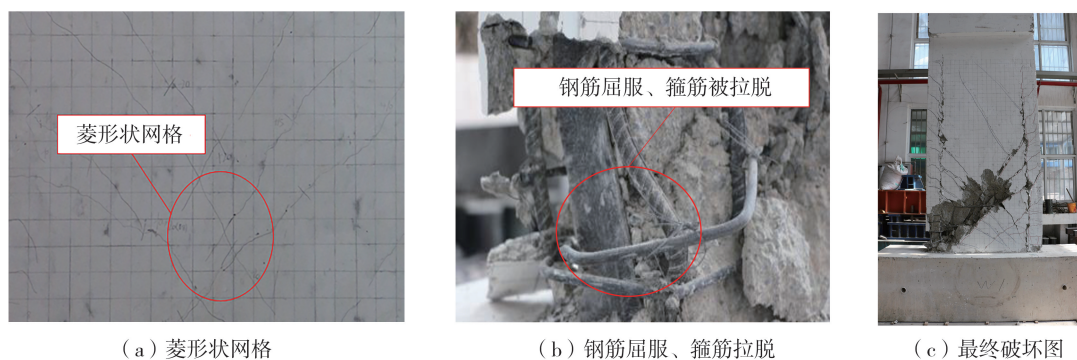 菱形状网格
钢筋屈服、箍筋被拉脱
（a）菱形状网格
（b）钢筋屈服、箍筋拉脱
（c）最终破坏图